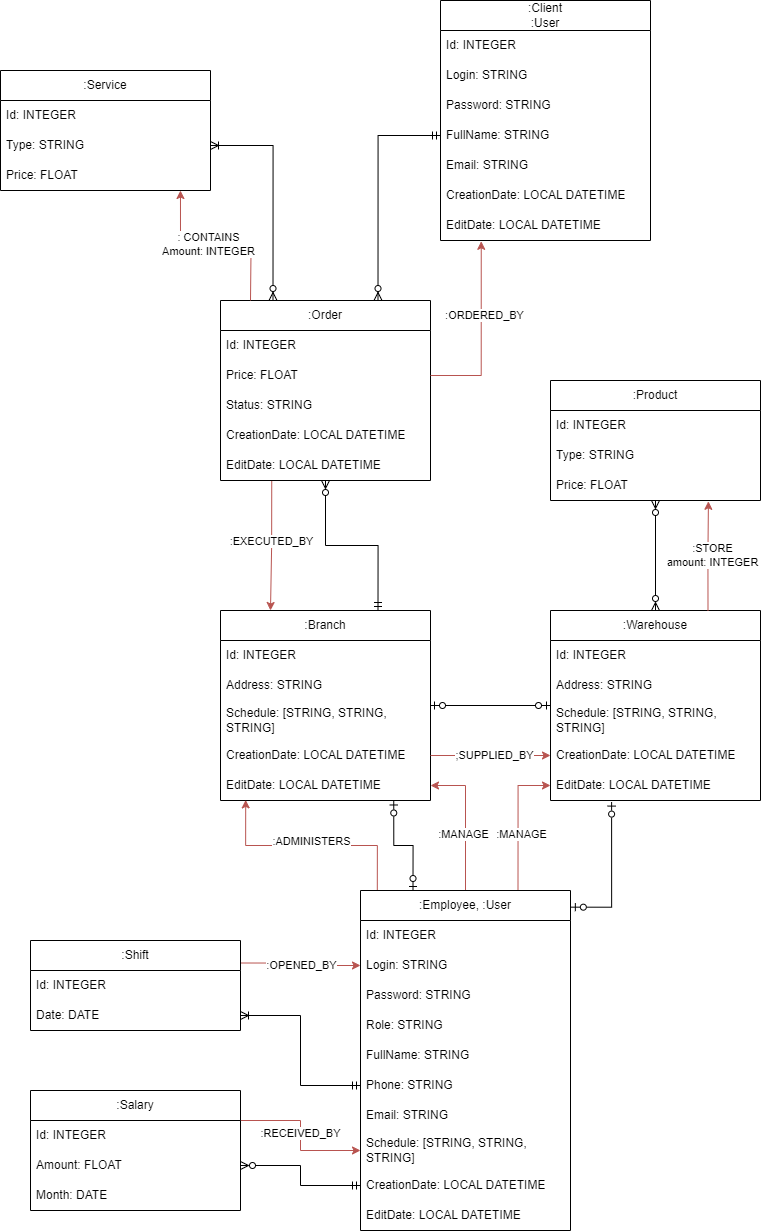 :Client
:User
Id: INTEGER
Login: STRING
Password: STRING
FullName: STRING
Email: STRING
CreationDate: LOCAL DATETIME
EditDate: LOCAL DATETIME
:Service
Id: INTEGER
Type: STRING
Price: FLOAT
: CONTAINS
Amount: INTEGER
:ORDERED_BY
:Order
Id: INTEGER
Price: FLOAT
Status: STRING
CreationDate: LOCAL DATETIME
EditDate: LOCAL DATETIME
:Product
Id: INTEGER
Type: STRING
Price: FLOAT
:EXECUTED_BY
:STORE
amount: INTEGER
:Branch
Id: INTEGER
Address: STRING
Schedule: [STRING, STRING,
STRING]
CreationDate: LOCAL DATETIME
EditDate: LOCAL DATETIME
;SUPPLIED_BY
:Warehouse
Id: INTEGER
Address: STRING
Schedule: [STRING, STRING,
STRING]
CreationDate: LOCAL DATETIME
EditDate: LOCAL DATETIME
:ADMINISTERS
:MANAGE
:MANAGE
:Employee, :User
Id: INTEGER
Login: STRING
Password: STRING
Role: STRING
FullName: STRING
Phone: STRING
Email: STRING
Schedule: [STRING, STRING,
STRING]
CreationDate: LOCAL DATETIME
EditDate: LOCAL DATETIME
:Shift
Id: INTEGER
Date: DATE
:OPENED_BY
:Salary
Id: INTEGER
Amount: FLOAT
Month: DATE
:RECEIVED_BY